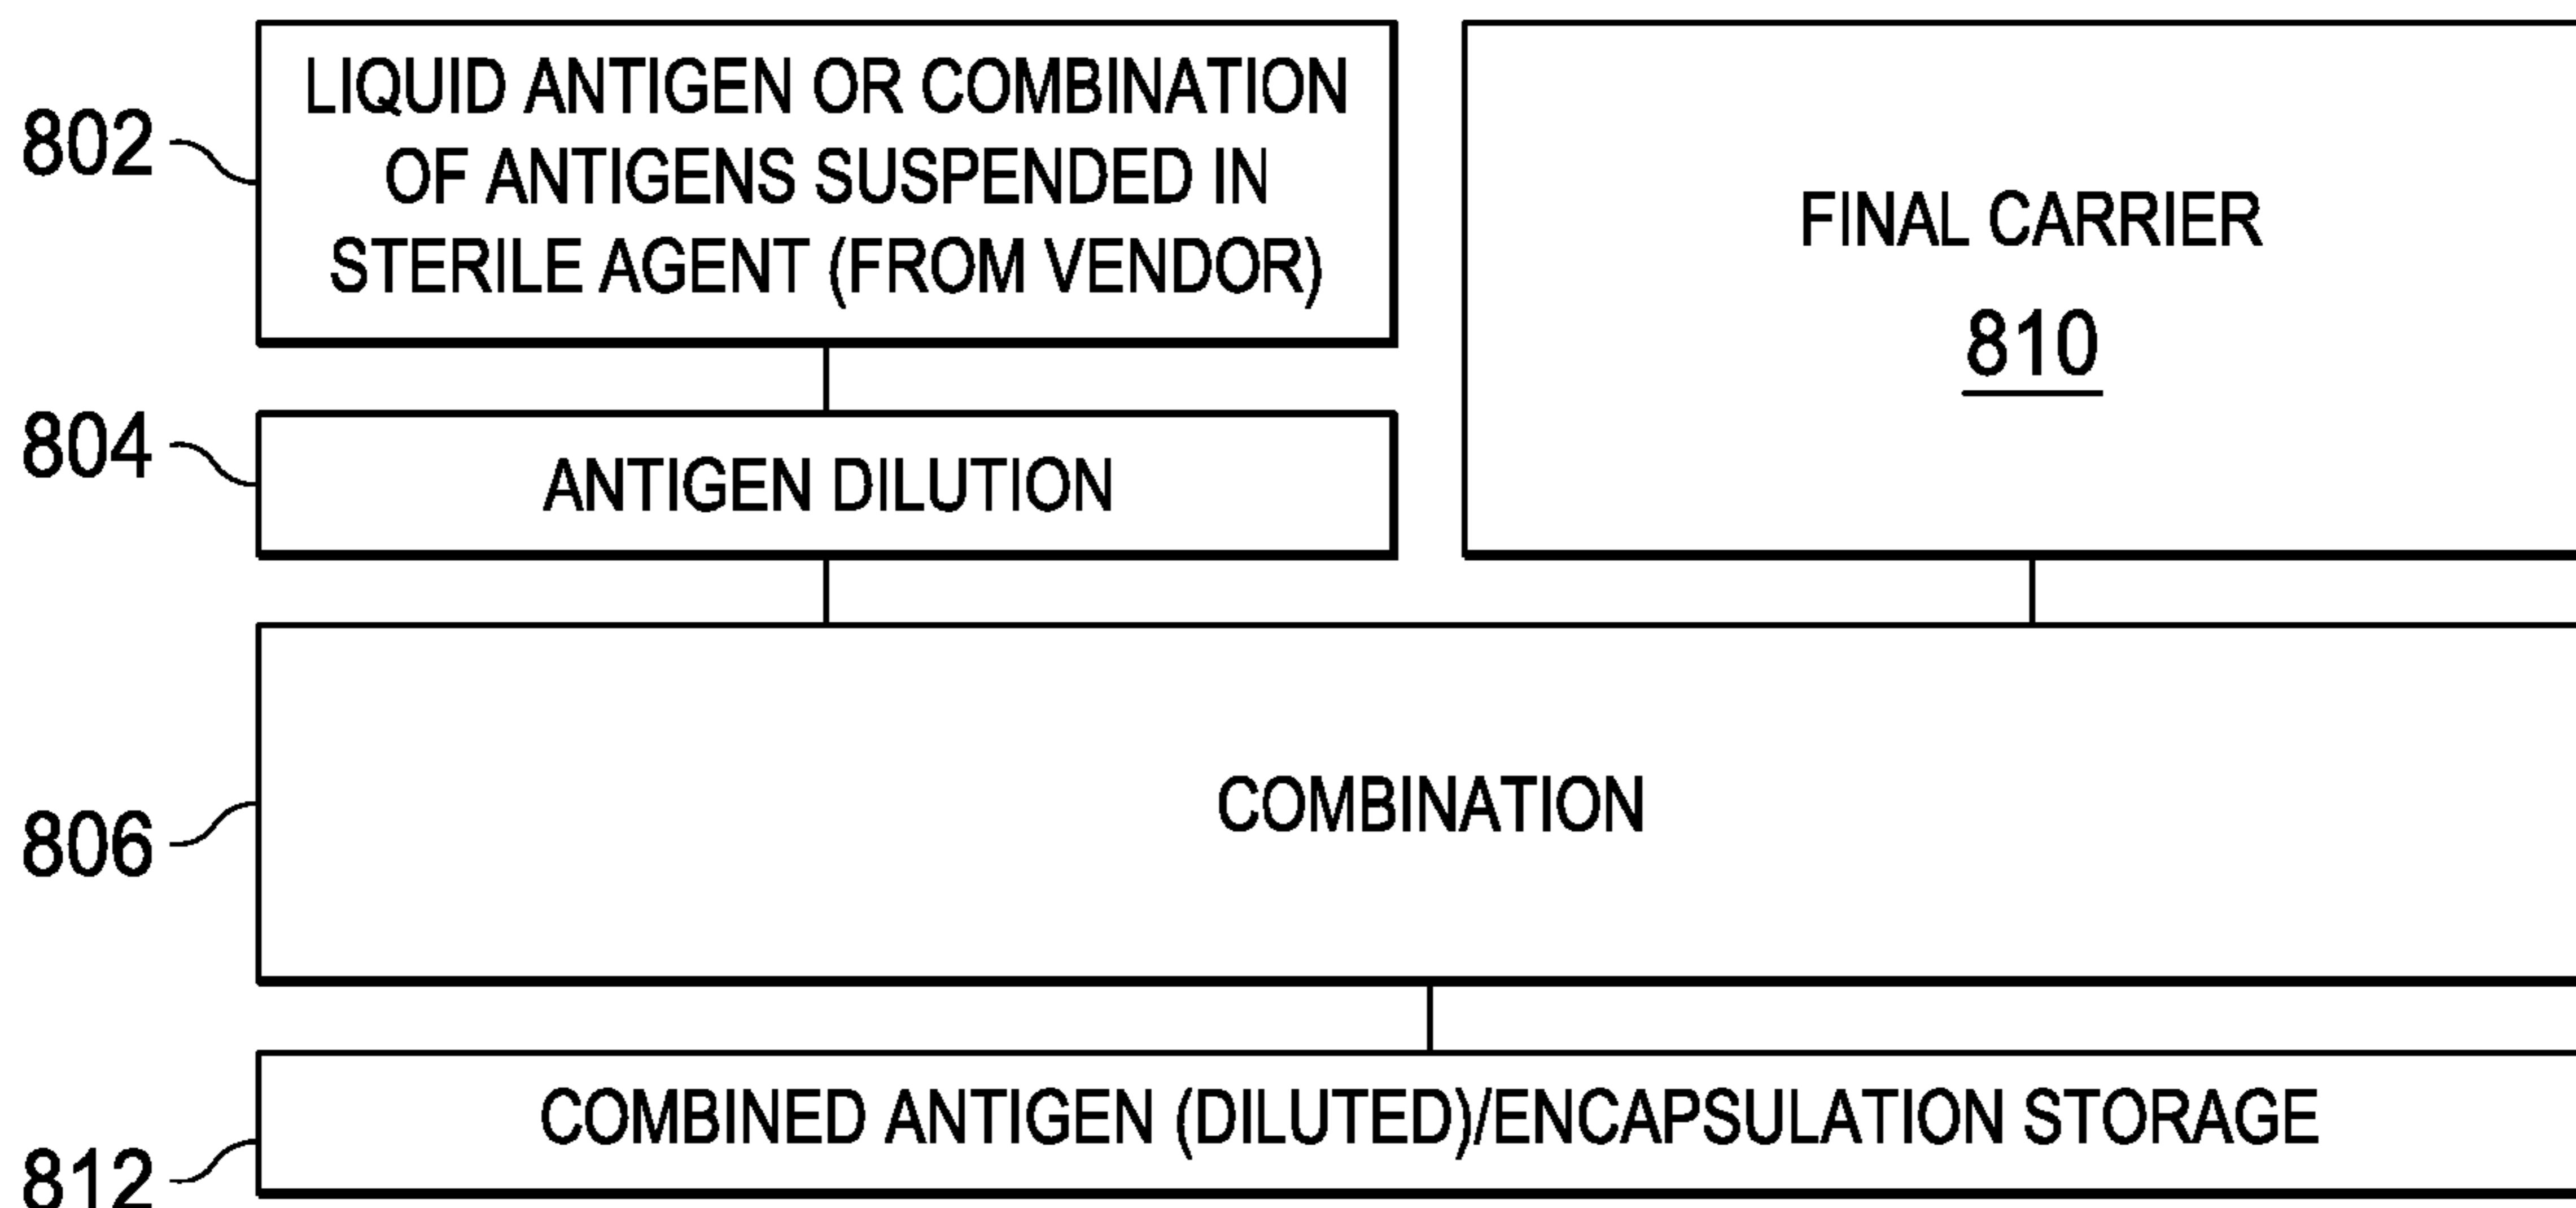 802
LIQUID ANTIGEN OR COMBINATION
OF ANTIGENS SUSPENDED IN
STERILE AGENT (FROM VENDOR)
FINAL CARRIER
810
804
ANTIGEN DILUTION
806
COMBINATION
812
COMBINED ANTIGEN (DILUTED)/ENCAPSULATION STORAGE